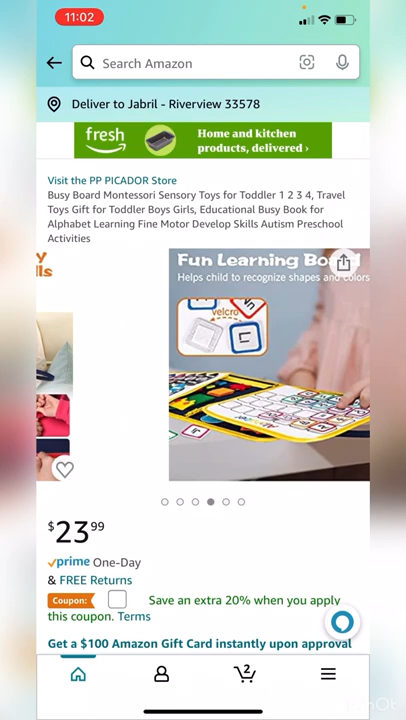 11:02
Search Amazon
Deliver to Jabril - Riverview 33578
fresh
Home and kitchen
products, delivered ›
Visit the PP PICADOR Store
Busy Board Montessori Sensory Toys for Toddler 1 2 3 4, Travel
Toys Gift for Toddler Boys Girls, Educational Busy Book for
Alphabet Learning Fine Motor Develop Skills Autism Preschool
Activities
y
lls
Fun Learning Board
Helps child to recognize shapes and colors
velcro
$23.99
prime One-Day
& FREE Returns
Coupon:
Save an extra 20% when you apply
this coupon. Terms
Get a $100 Amazon Gift Card instantly upon approval
2